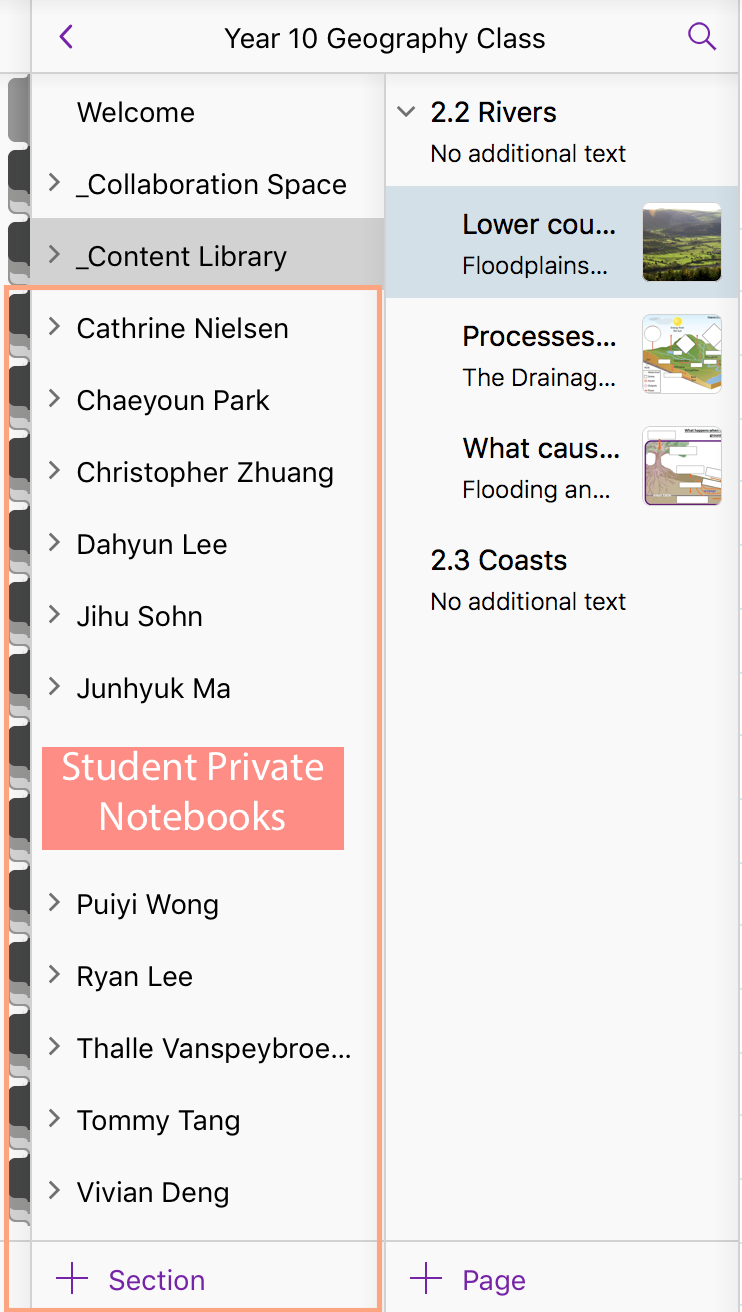 Year 10 Geography Class
Welcome
_Collaboration Space
_Content Library
Cathrine Nielsen
Chaeyoun Park
Christopher Zhuang
Dahyun Lee
Jihu Sohn
Junhyuk Ma
Student Private
Notebooks
Puiyi Wong
Ryan Lee
Thalle Vanspeybroe...
Tommy Tang
Vivian Deng
Section
2.2 Rivers
No additional text
Lower cou...
Floodplains...
Processes...
The Drainag...
What caus...
Flooding an...
2.3 Coasts
No additional text
Page